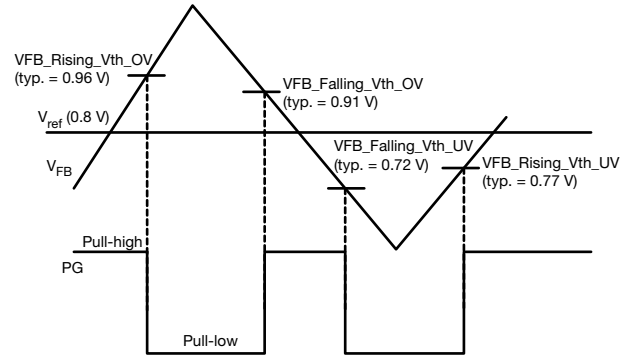 VFB_Rising_Vth_OV
(typ. = 0.96 V)
VFB_Falling_Vth_OV
(typ. = 0.91 V)
Vref (0.8 V)
VFB_Falling_Vth_UV
(typ. = 0.72 V)
VFB_Rising_Vth_UV
(typ. = 0.77 V)
VFB
Pull-high
PG
Pull-low